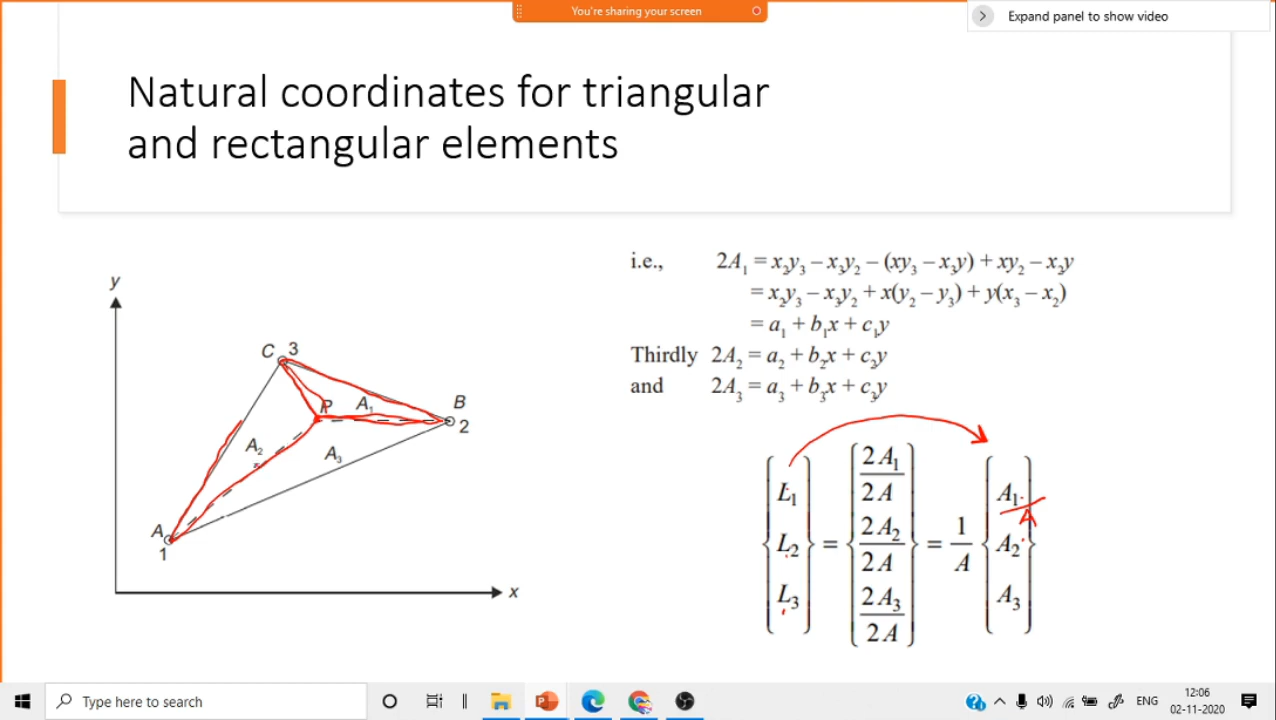 You're sharing your screen
Expand panel to show video
Natural coordinates for triangular
and rectangular elements
y
C 3
P A₁ B
2
A₂
A₃
A
1
x
i.e., 2A₁ = x₂y₃ – x₃y₂ – (xy₃ – x₃y) + xy₂ – x₂y
= x₂y₃ – x₃y₂ + x(y₂ – y₃) + y(x₃ – x₂)
= a₁ + b₁x + c₁y
Thirdly 2A₂ = a₂ + b₂x + c₂y
and 2A₃ = a₃ + b₃x + c₃y
{L₁ L₂ L₃} = {2A₁/2A 2A₂/2A 2A₃/2A} = 1/A {A₁ A₂ A₃}
A
Type here to search
ENG
12:06
02-11-2020